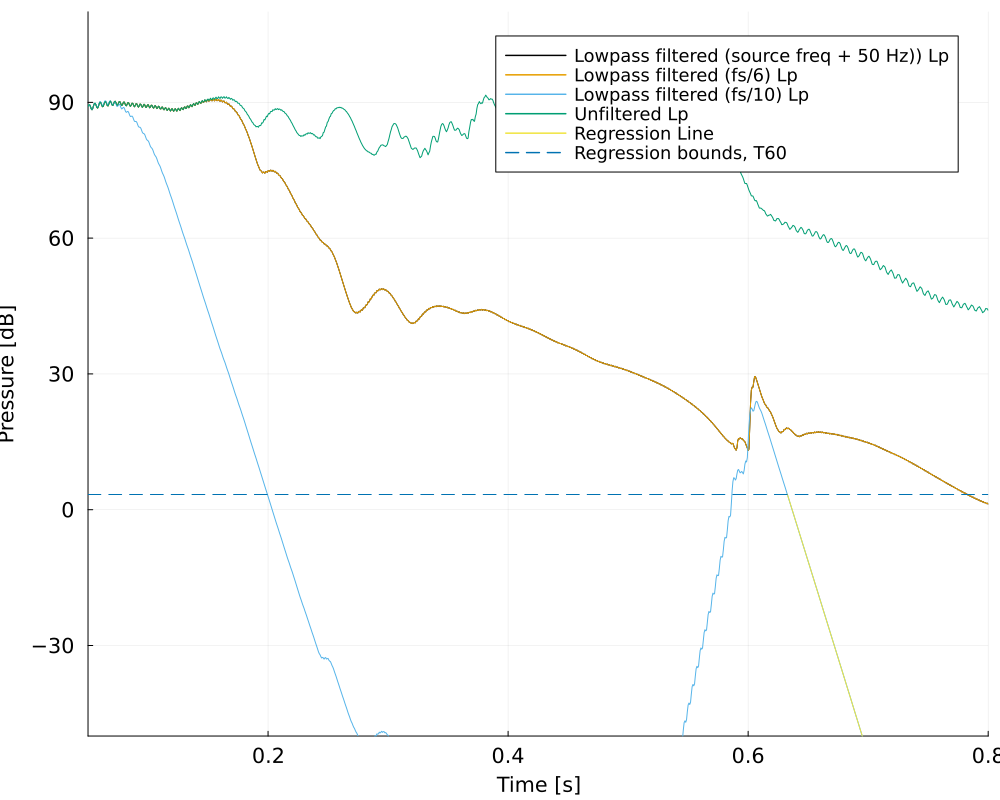 Lowpass filtered (source freq + 50 Hz)) Lp
Lowpass filtered (fs/6) Lp
Lowpass filtered (fs/10) Lp
Unfiltered Lp
Regression Line
Regression bounds, T60
90
60
30
0
−30
Pressure [dB]
0.2
0.4
0.6
0.8
Time [s]